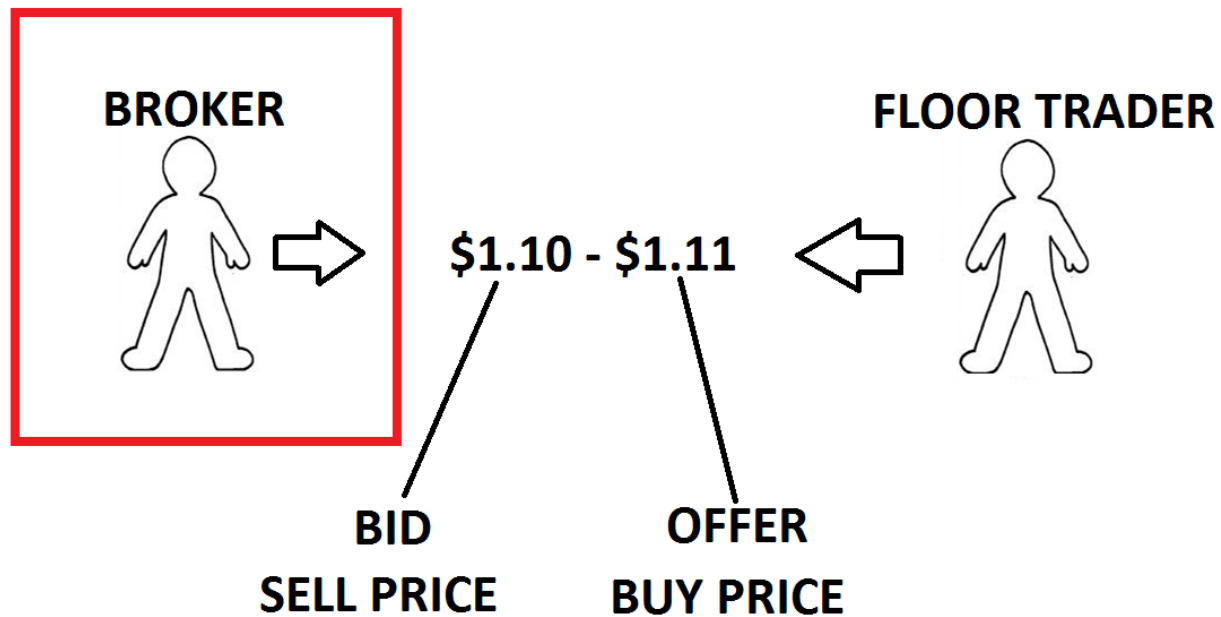 BROKER
FLOOR TRADER
$1.10 - $1.11
BID
SELL PRICE
OFFER
BUY PRICE